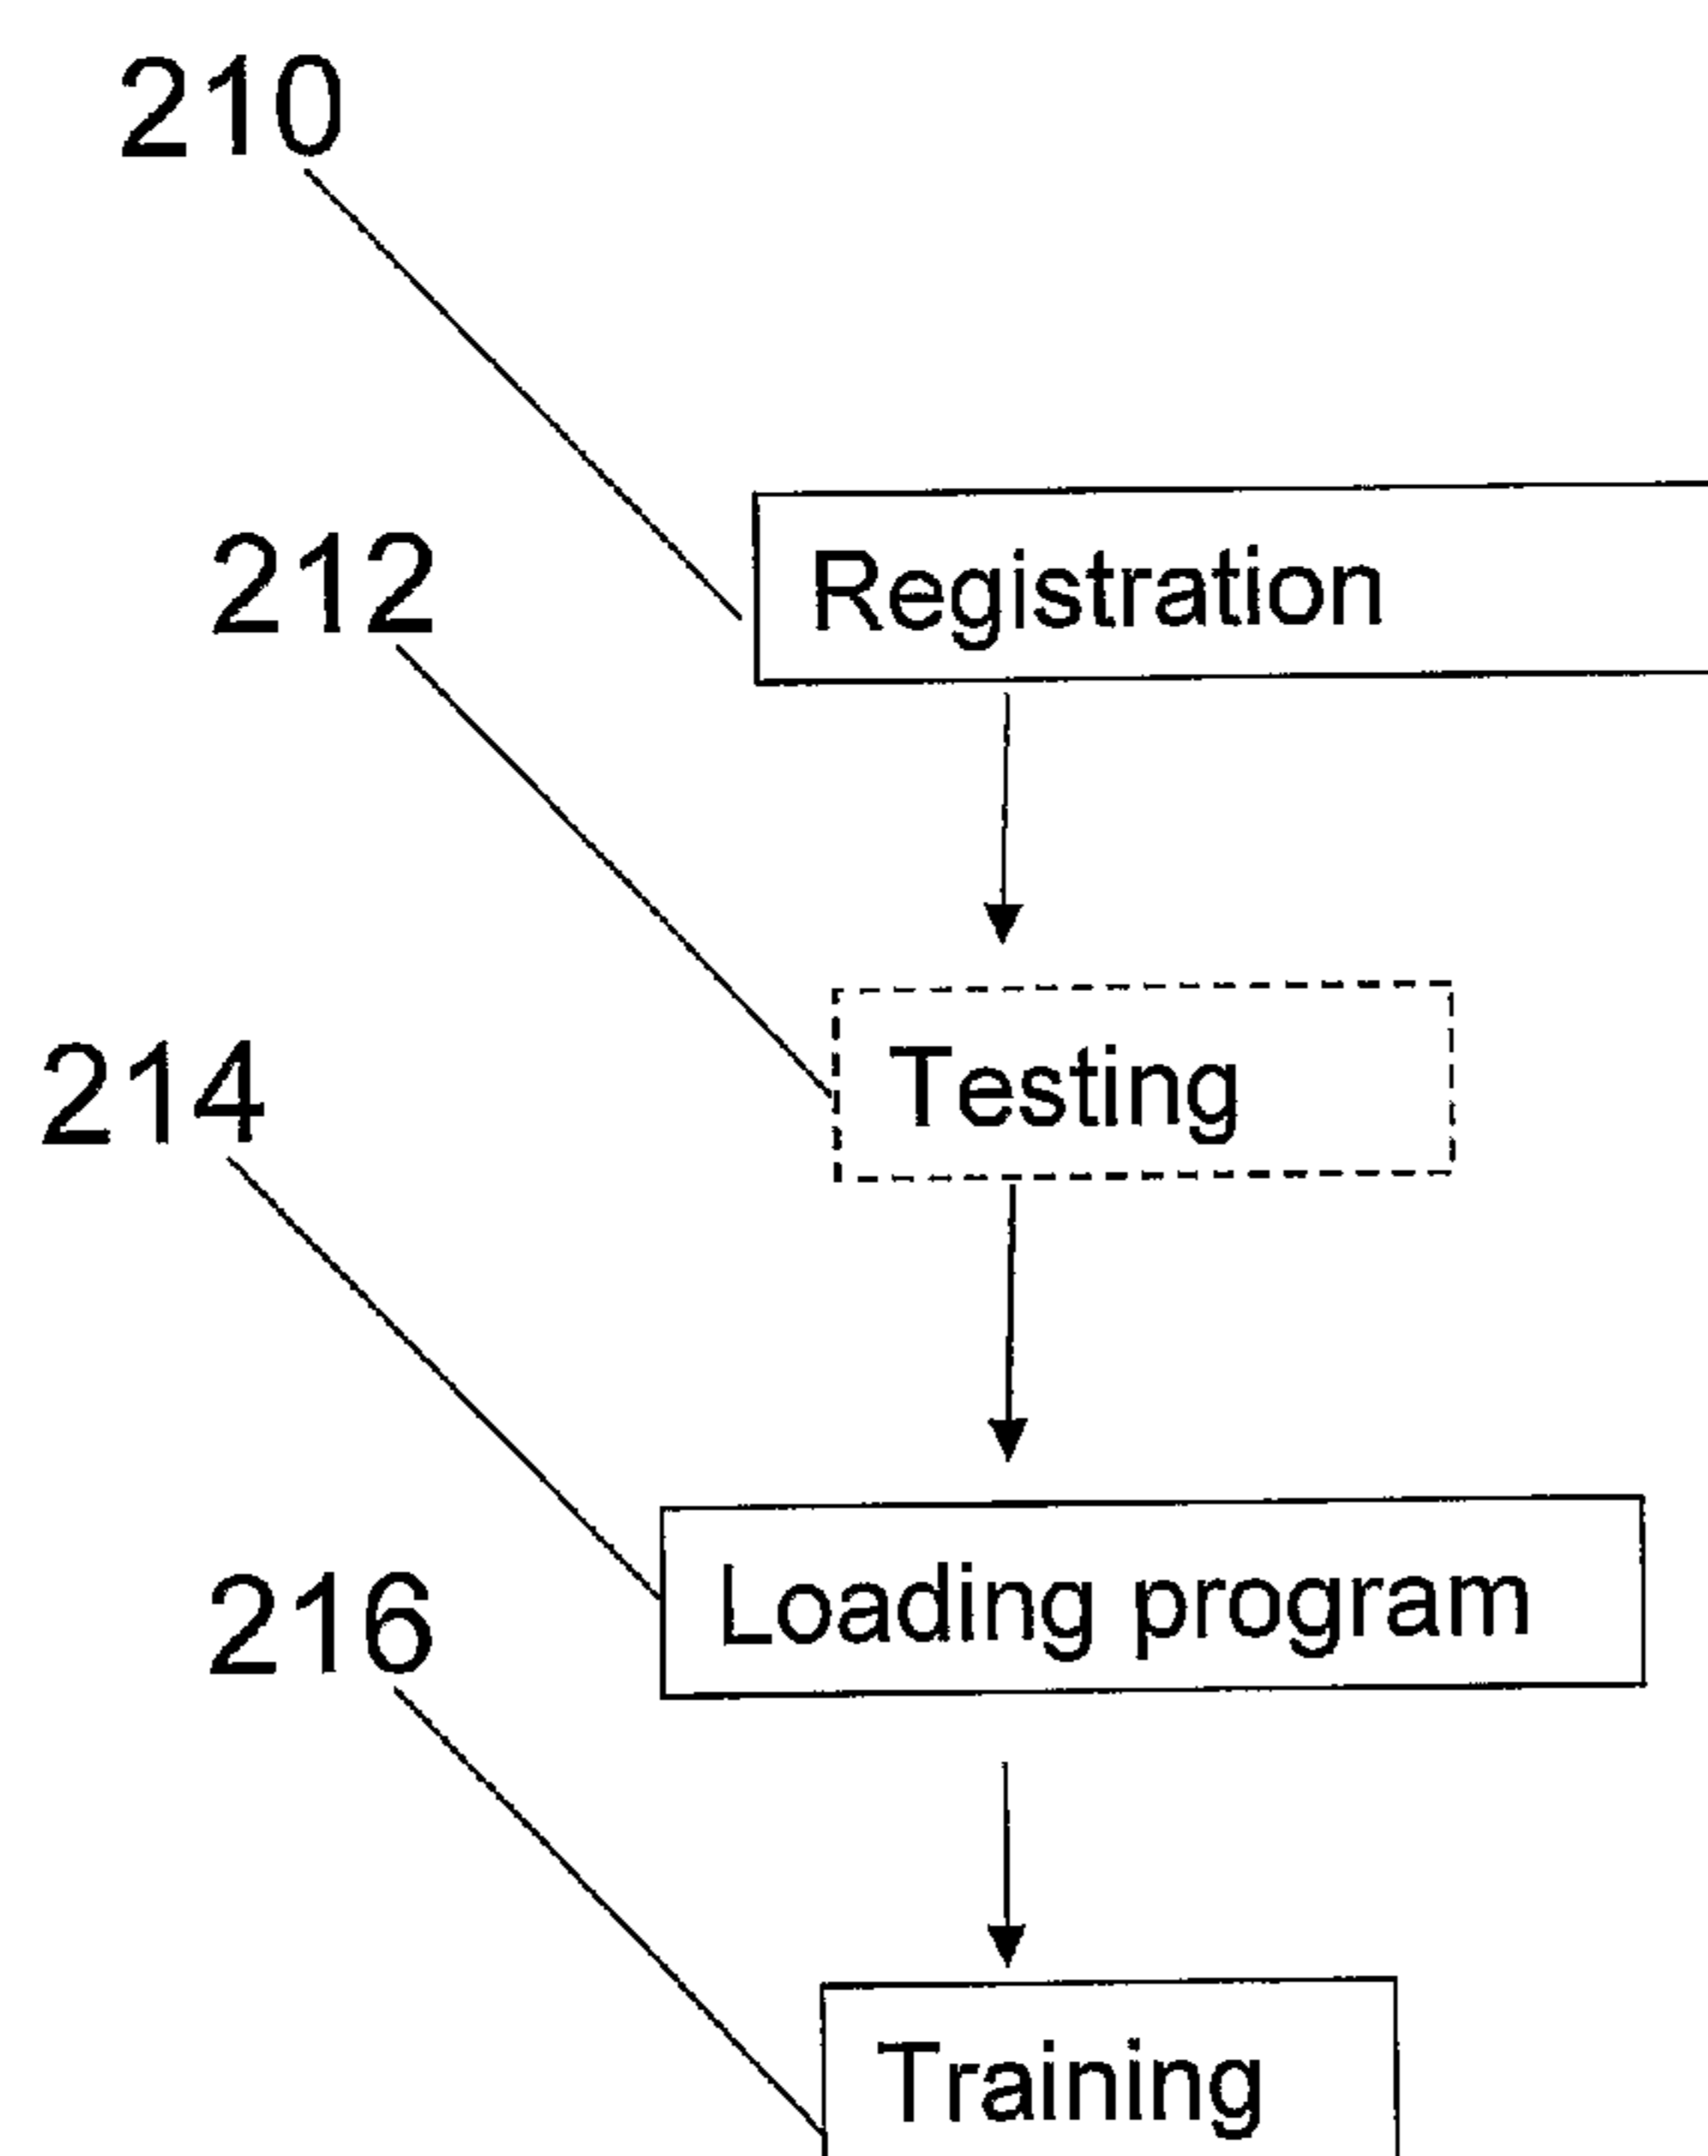 210
Registration
212
Testing
214
Loading program
216
Training